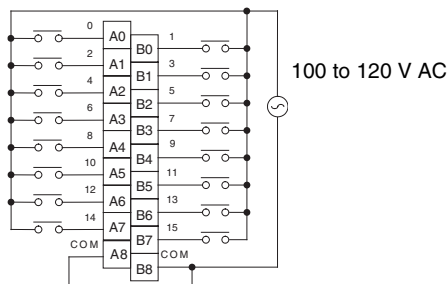 0 A0 1
B0
2 A1 3
B1
100 to 120 V AC
4 A2 5
B2
6 A3 7
B3
8 A4 9
B4
10 A5 11
B5
12 A6 13
B6
14 A7 15
B7
COM A8 COM
B8